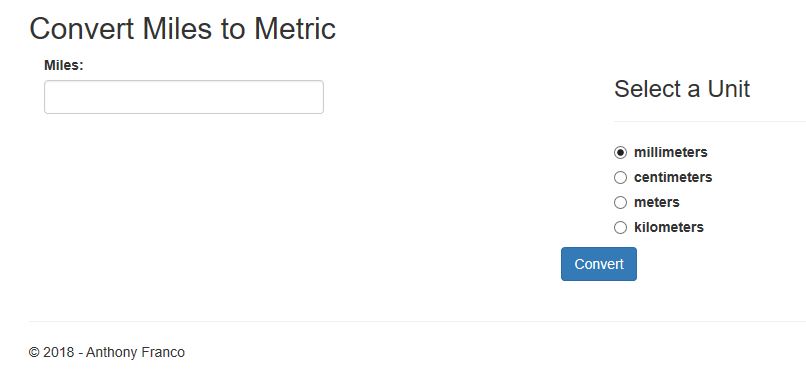 Convert Miles to Metric
Miles:
Select a Unit
millimeters
centimeters
meters
kilometers
Convert
© 2018 - Anthony Franco